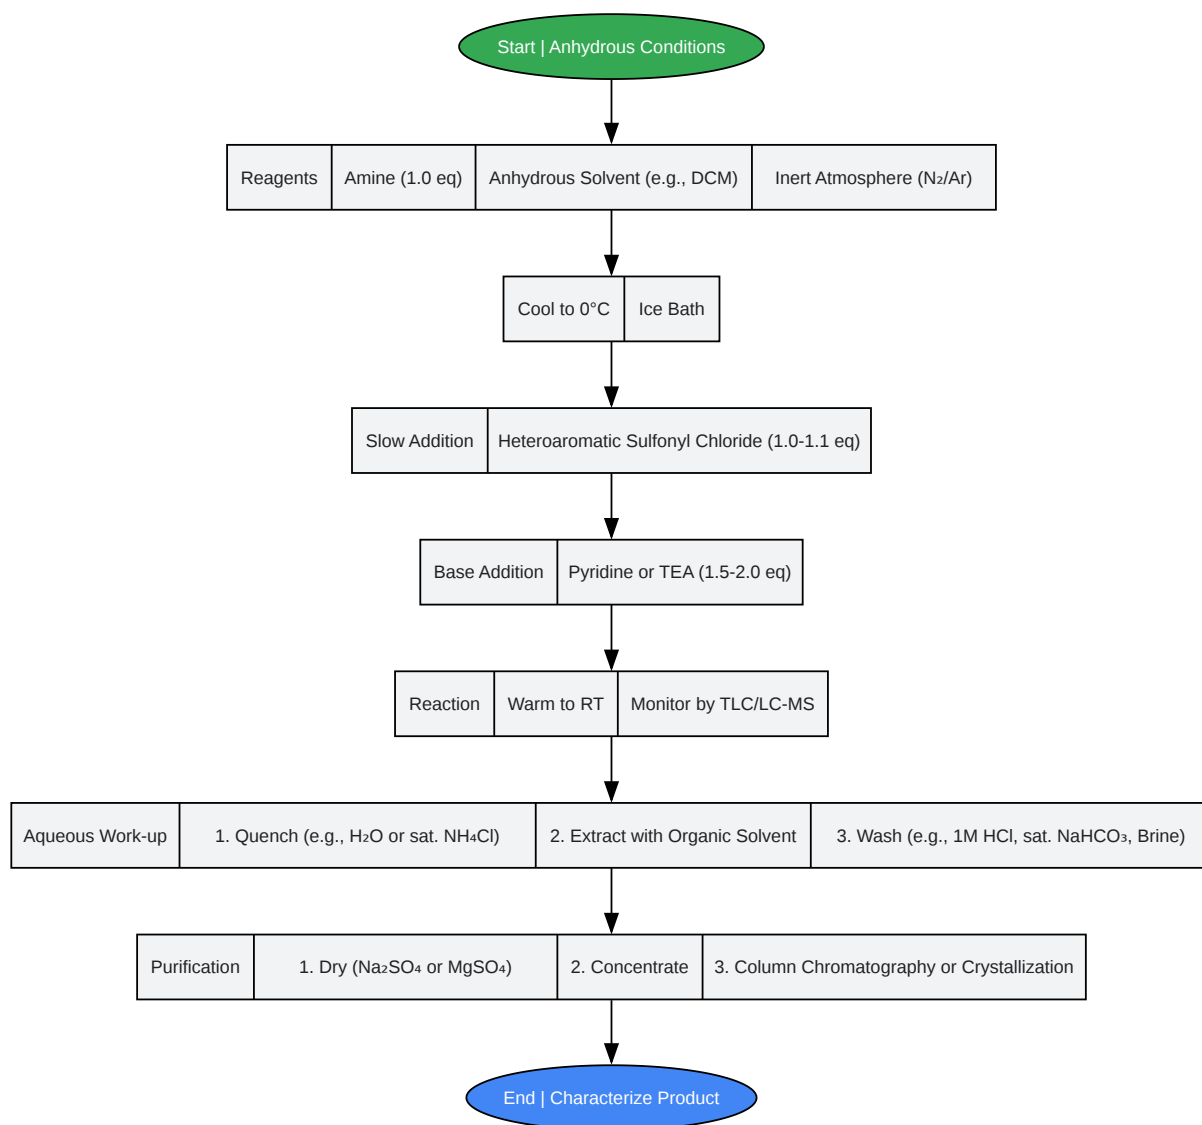 Start | Anhydrous Conditions
Reagents Amine (1.0 eq) Anhydrous Solvent (e.g., DCM) Inert Atmosphere (N₂/Ar)
Cool to 0°C Ice Bath
Slow Addition Heteroaromatic Sulfonyl Chloride (1.0-1.1 eq)
Base Addition Pyridine or TEA (1.5-2.0 eq)
Reaction Warm to RT Monitor by TLC/LC-MS
Aqueous Work-up 1. Quench (e.g., H₂O or sat. NH₄Cl) 2. Extract with Organic Solvent 3. Wash (e.g., 1M HCl, sat. NaHCO₃, Brine)
Purification 1. Dry (Na₂SO₄ or MgSO₄) 2. Concentrate 3. Column Chromatography or Crystallization
End | Characterize Product